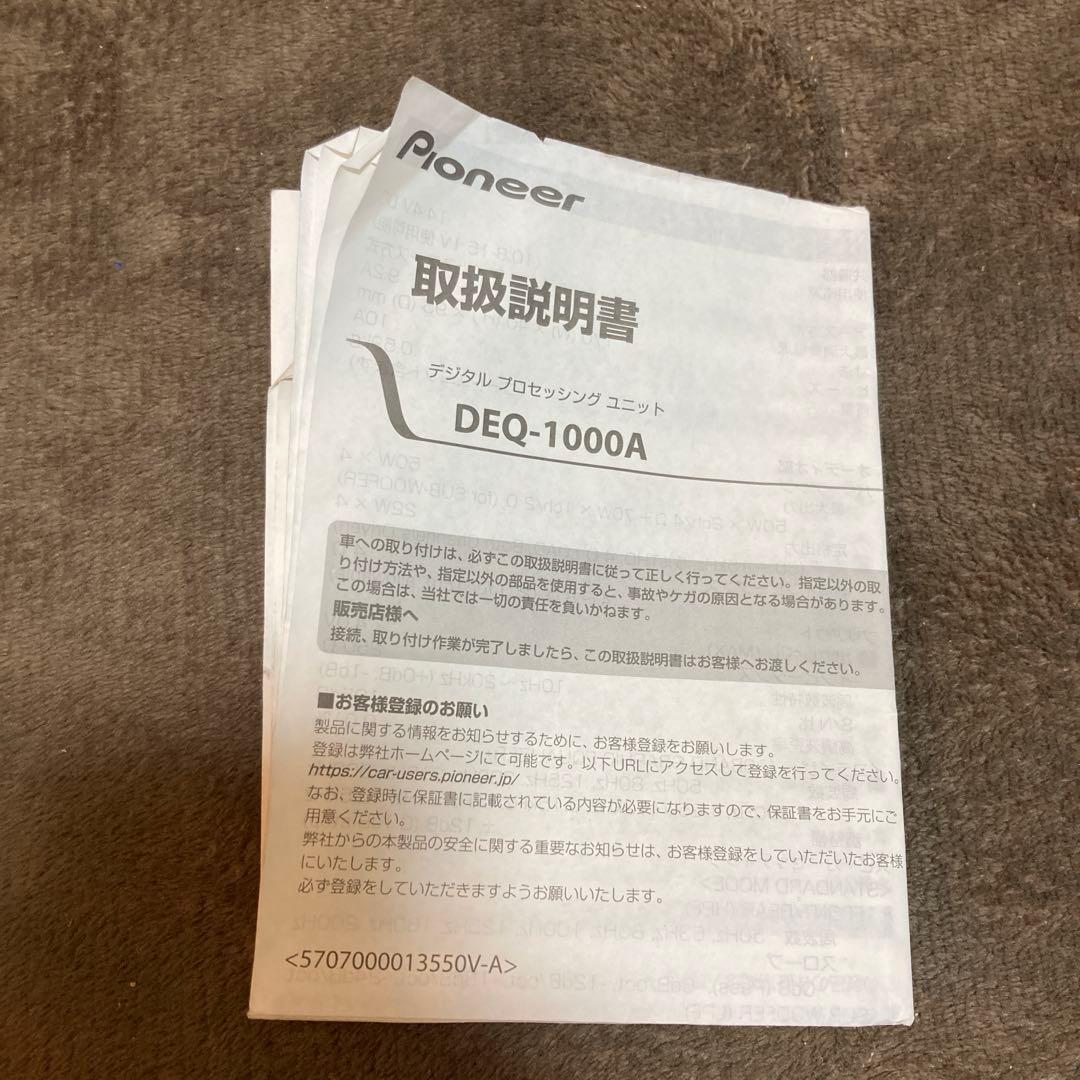 Pioneer
取扱説明書
デジタル プロセッシング ユニット
DEQ-1000A
車への取り付けは、必ずこの取扱説明書に従って正しく行ってください。指定以外の取
り付け方法や、指定以外の部品を使用すると、事故やケガの原因となる場合があります。
この場合は、当社では一切の責任を負いかねます。
販売店様へ
接続、取り付け作業が完了しましたら、この取扱説明書はお客様へお渡しください。
■お客様登録のお願い
製品に関する情報をお知らせするために、お客様登録をお願いします。
登録は弊社ホームページにて可能です。以下URLにアクセスして登録を行ってください。
https://car-users.pioneer.jp/
なお、登録時に保証書に記載されている内容が必要になりますので、保証書をお手元にご
用意ください。
弊社からの本製品の安全に関する重要なお知らせは、お客様登録をしていただいたお客様
にいたします。
必ず登録をしていただきますようお願いいたします。
<5707000013550V-A>